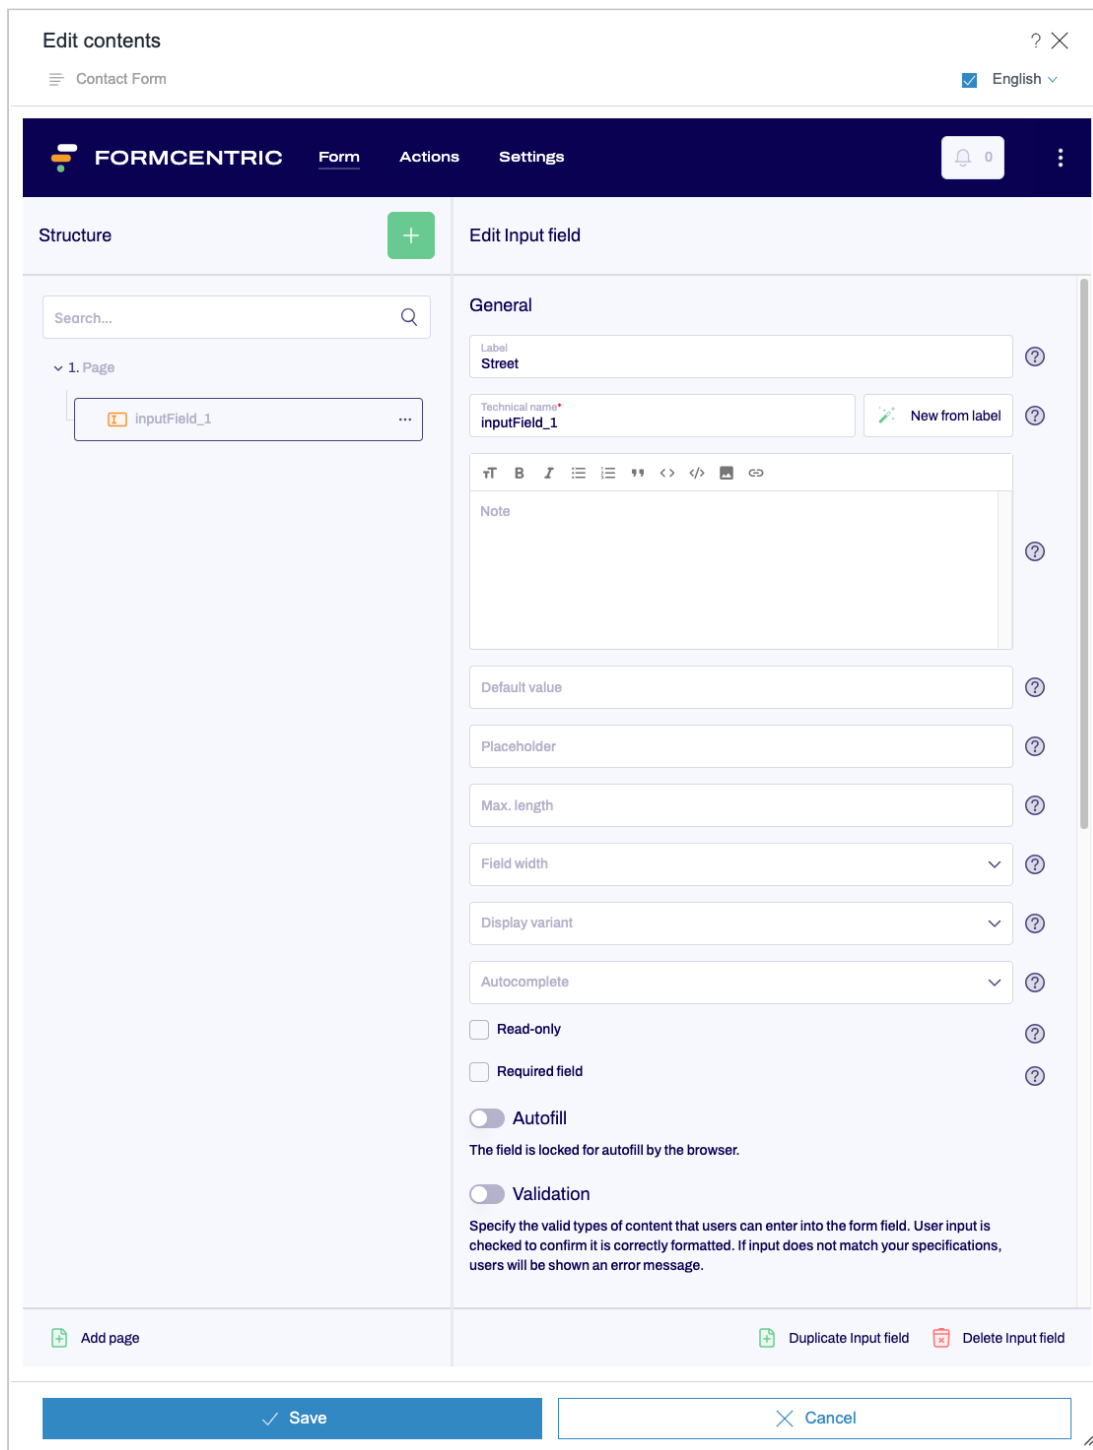 Edit contents
?
Contact Form
English
FORMCENTRIC
Form
Actions
Settings
0
Structure
+
Edit Input field
Search...
1. Page
inputField_1
...
General
Label
Street
?
Technical name*
inputField_1
New from label
?
Note
?
Default value
?
Placeholder
?
Max. length
?
Field width
?
Display variant
?
Autocomplete
?
Read-only
?
Required field
?
Autofill
The field is locked for autofill by the browser.
Validation
Specify the valid types of content that users can enter into the form field. User input is
checked to confirm it is correctly formatted. If input does not match your specifications,
users will be shown an error message.
Add page
Duplicate Input field
Delete Input field
Save
Cancel